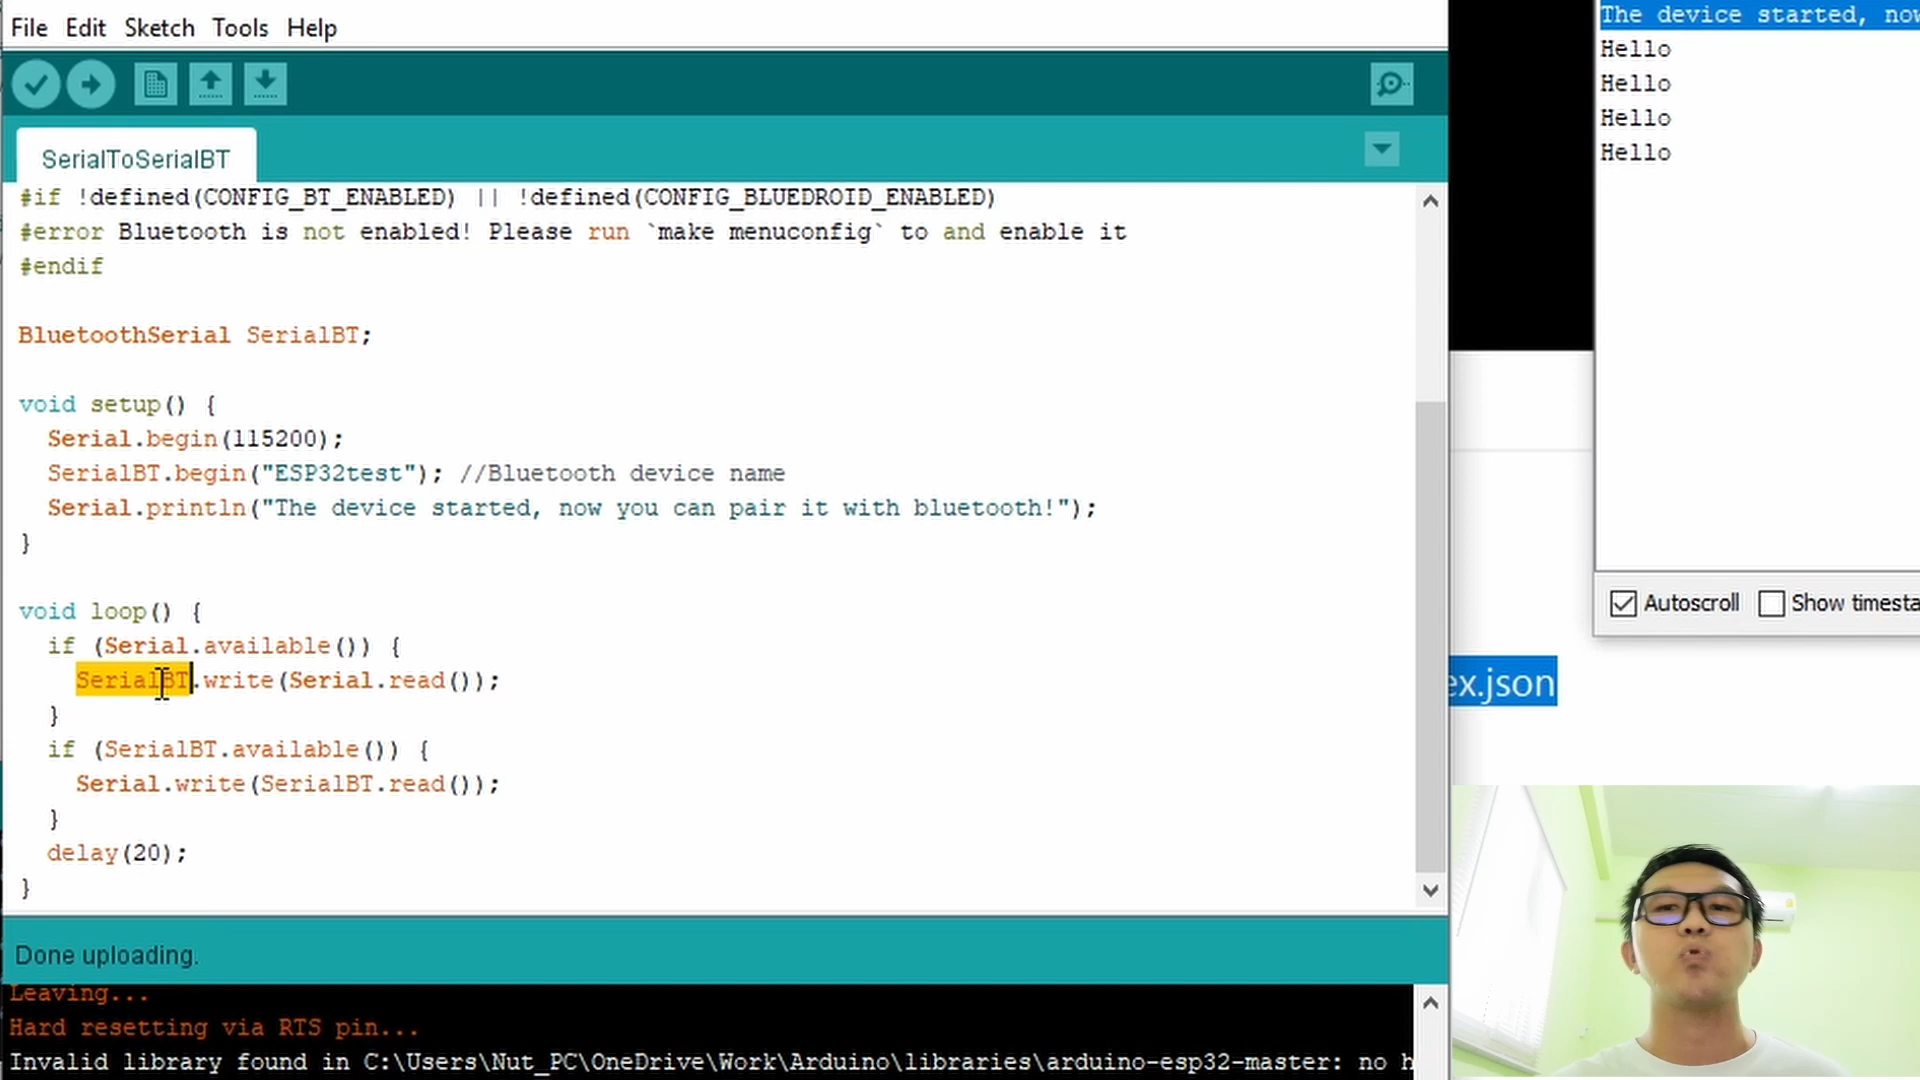 File Edit Sketch Tools Help
SerialToSerialBT
#if !defined(CONFIG_BT_ENABLED) || !defined(CONFIG_BLUEDROID_ENABLED)
#error Bluetooth is not enabled! Please run `make menuconfig` to and enable it
#endif
BluetoothSerial SerialBT;
void setup() {
Serial.begin(115200);
SerialBT.begin("ESP32test"); //Bluetooth device name
Serial.println("The device started, now you can pair it with bluetooth!");
}
void loop() {
if (Serial.available()) {
SerialBT.write(Serial.read());
}
if (SerialBT.available()) {
Serial.write(SerialBT.read());
}
delay(20);
}
Done uploading.
Leaving...
Hard resetting via RTS pin...
Invalid library found in C:\Users\Nut_PC\OneDrive\Work\Arduino\libraries\arduino-esp32-master: no h
The device started, now
Hello
Hello
Hello
Hello
Autoscroll Show timesta
ex.json